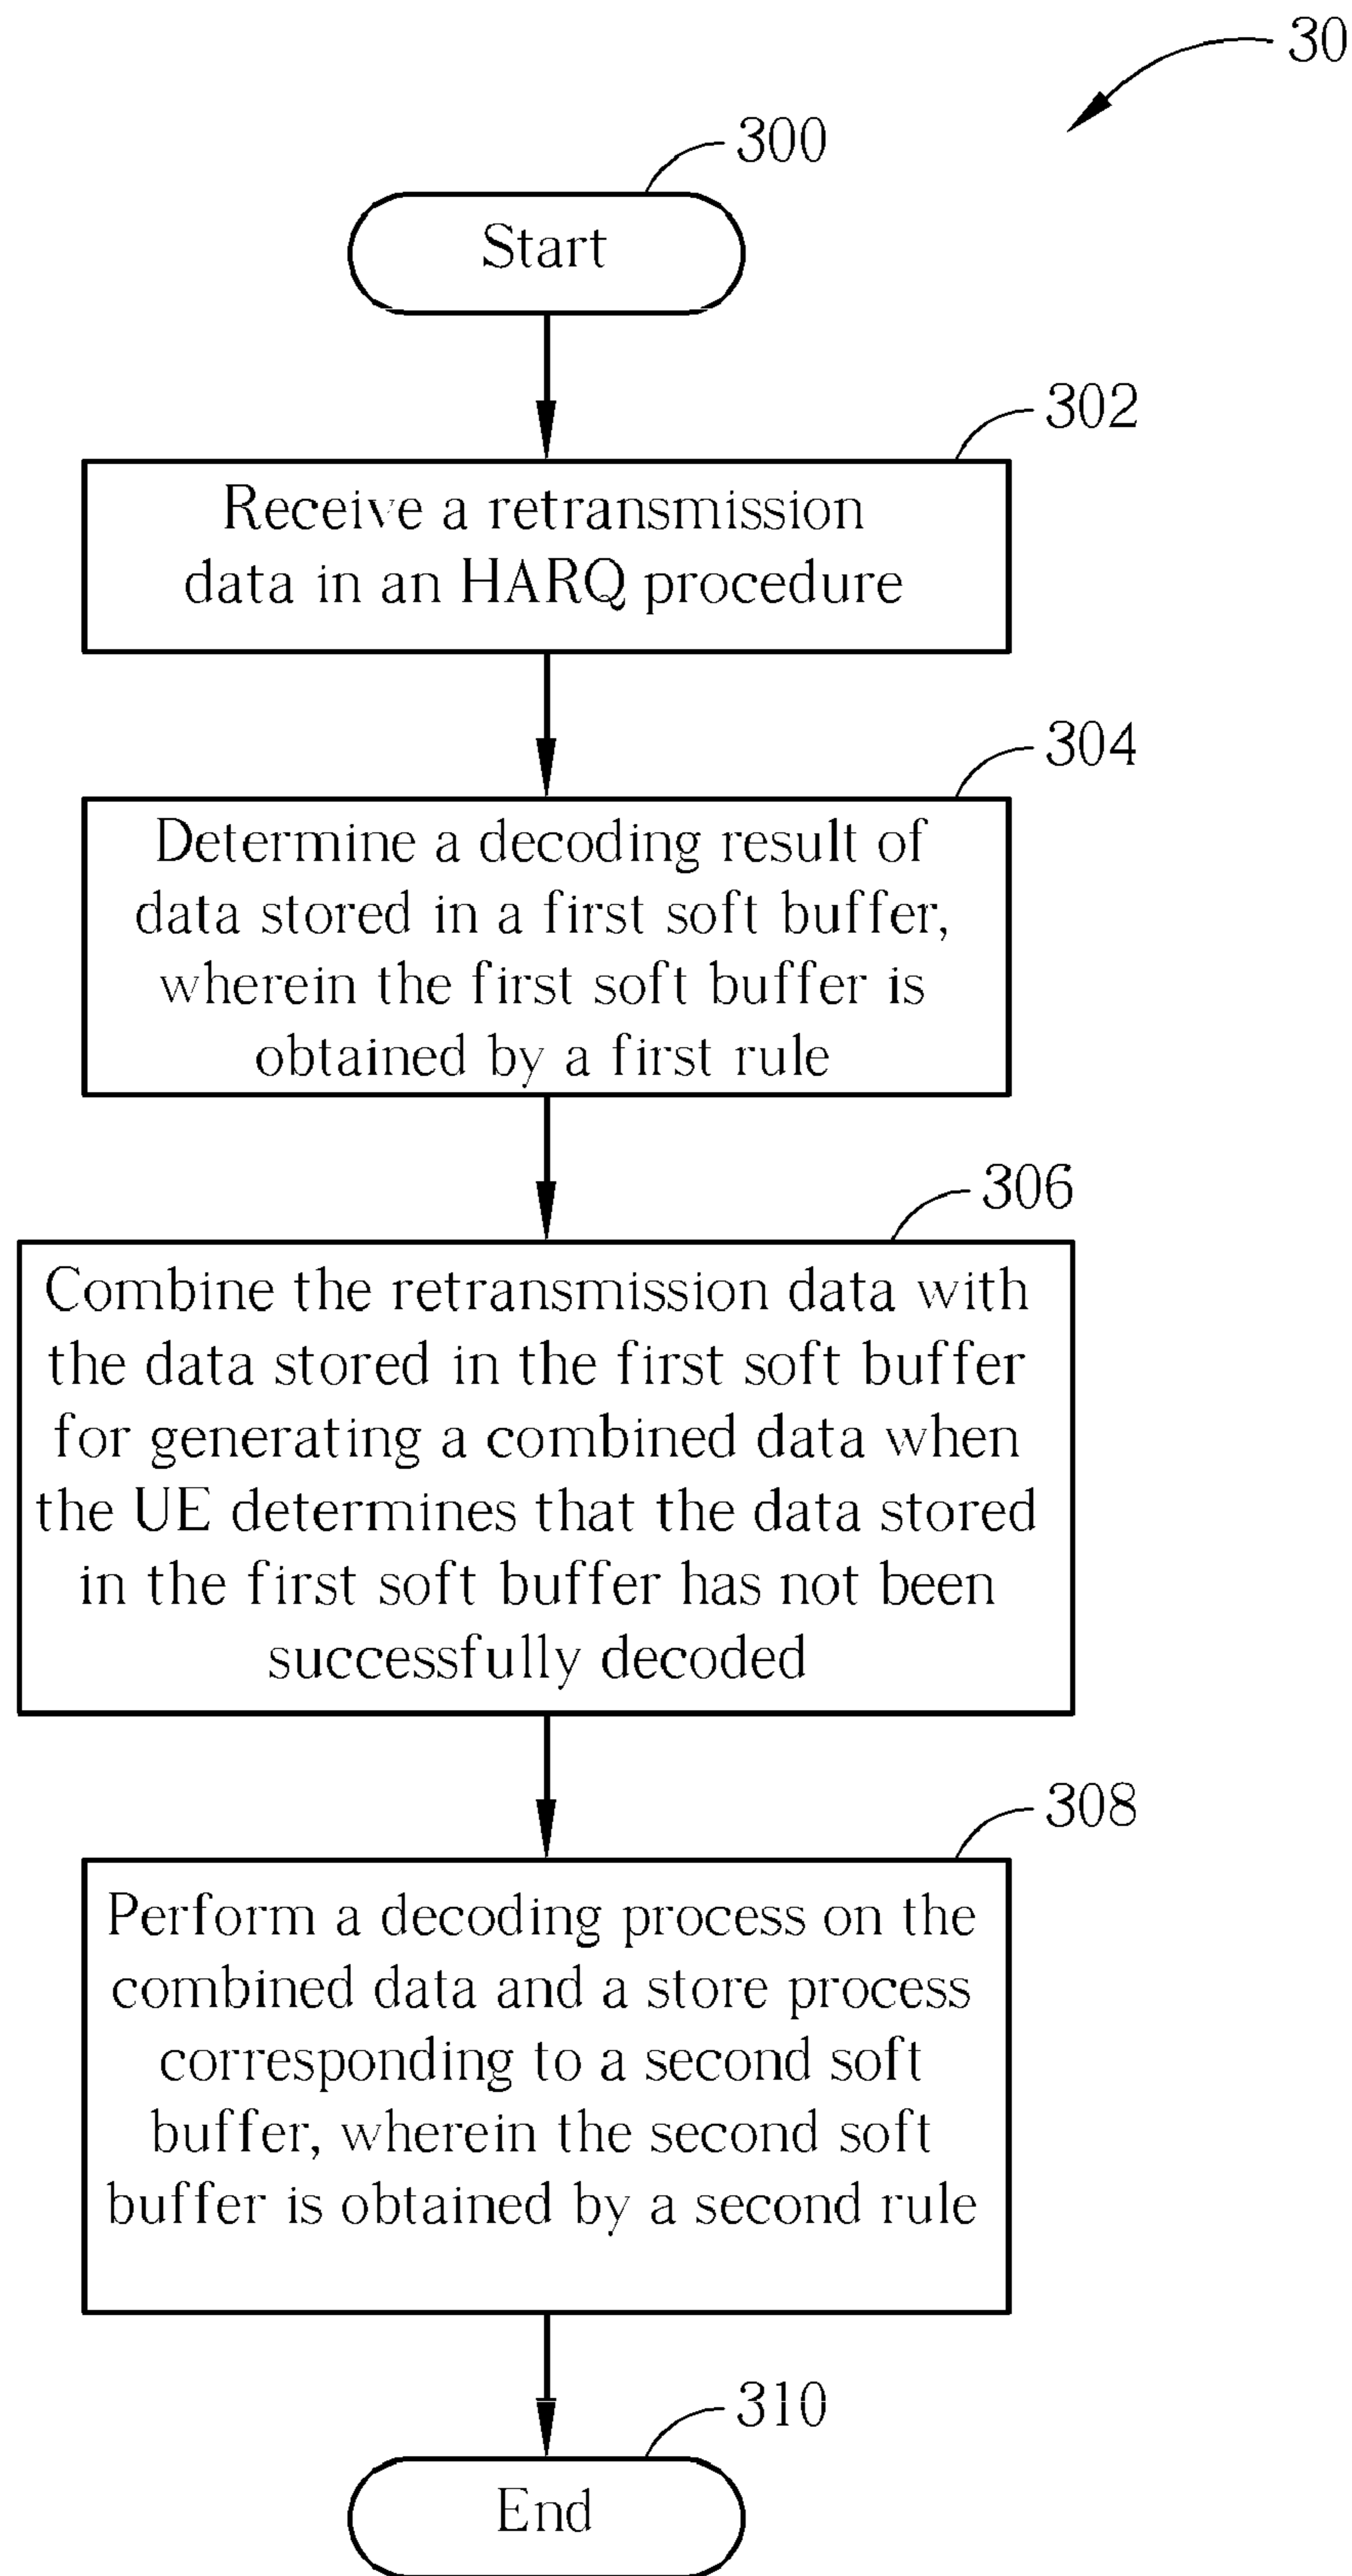 30
300
Start
302
Receive a retransmission
data in an HARQ procedure
304
Determine a decoding result of
data stored in a first soft buffer,
wherein the first soft buffer is
obtained by a first rule
306
Combine the retransmission data with
the data stored in the first soft buffer
for generating a combined data when
the UE determines that the data stored
in the first soft buffer has not been
successfully decoded
308
Perform a decoding process on the
combined data and a store process
corresponding to a second soft
buffer, wherein the second soft
buffer is obtained by a second rule
310
End